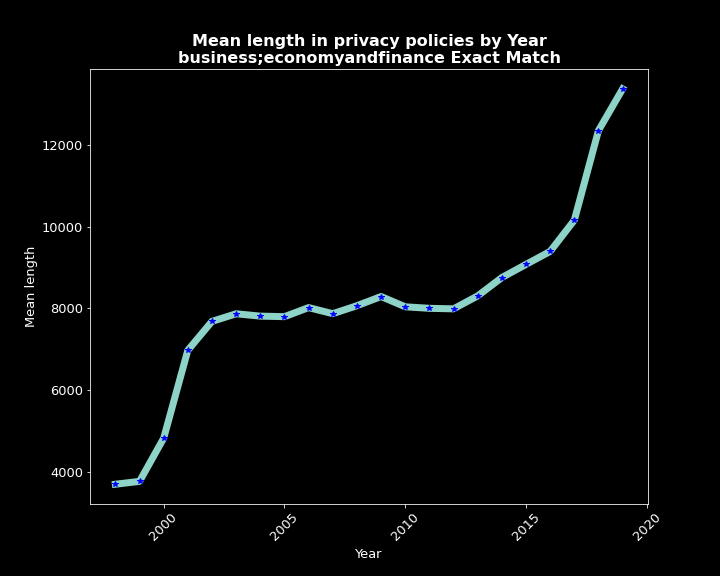 Mean length in privacy policies by Year
business;economyandfinance Exact Match
12000
10000
8000
6000
4000
Mean length
2000
2005
2010
2015
2020
Year